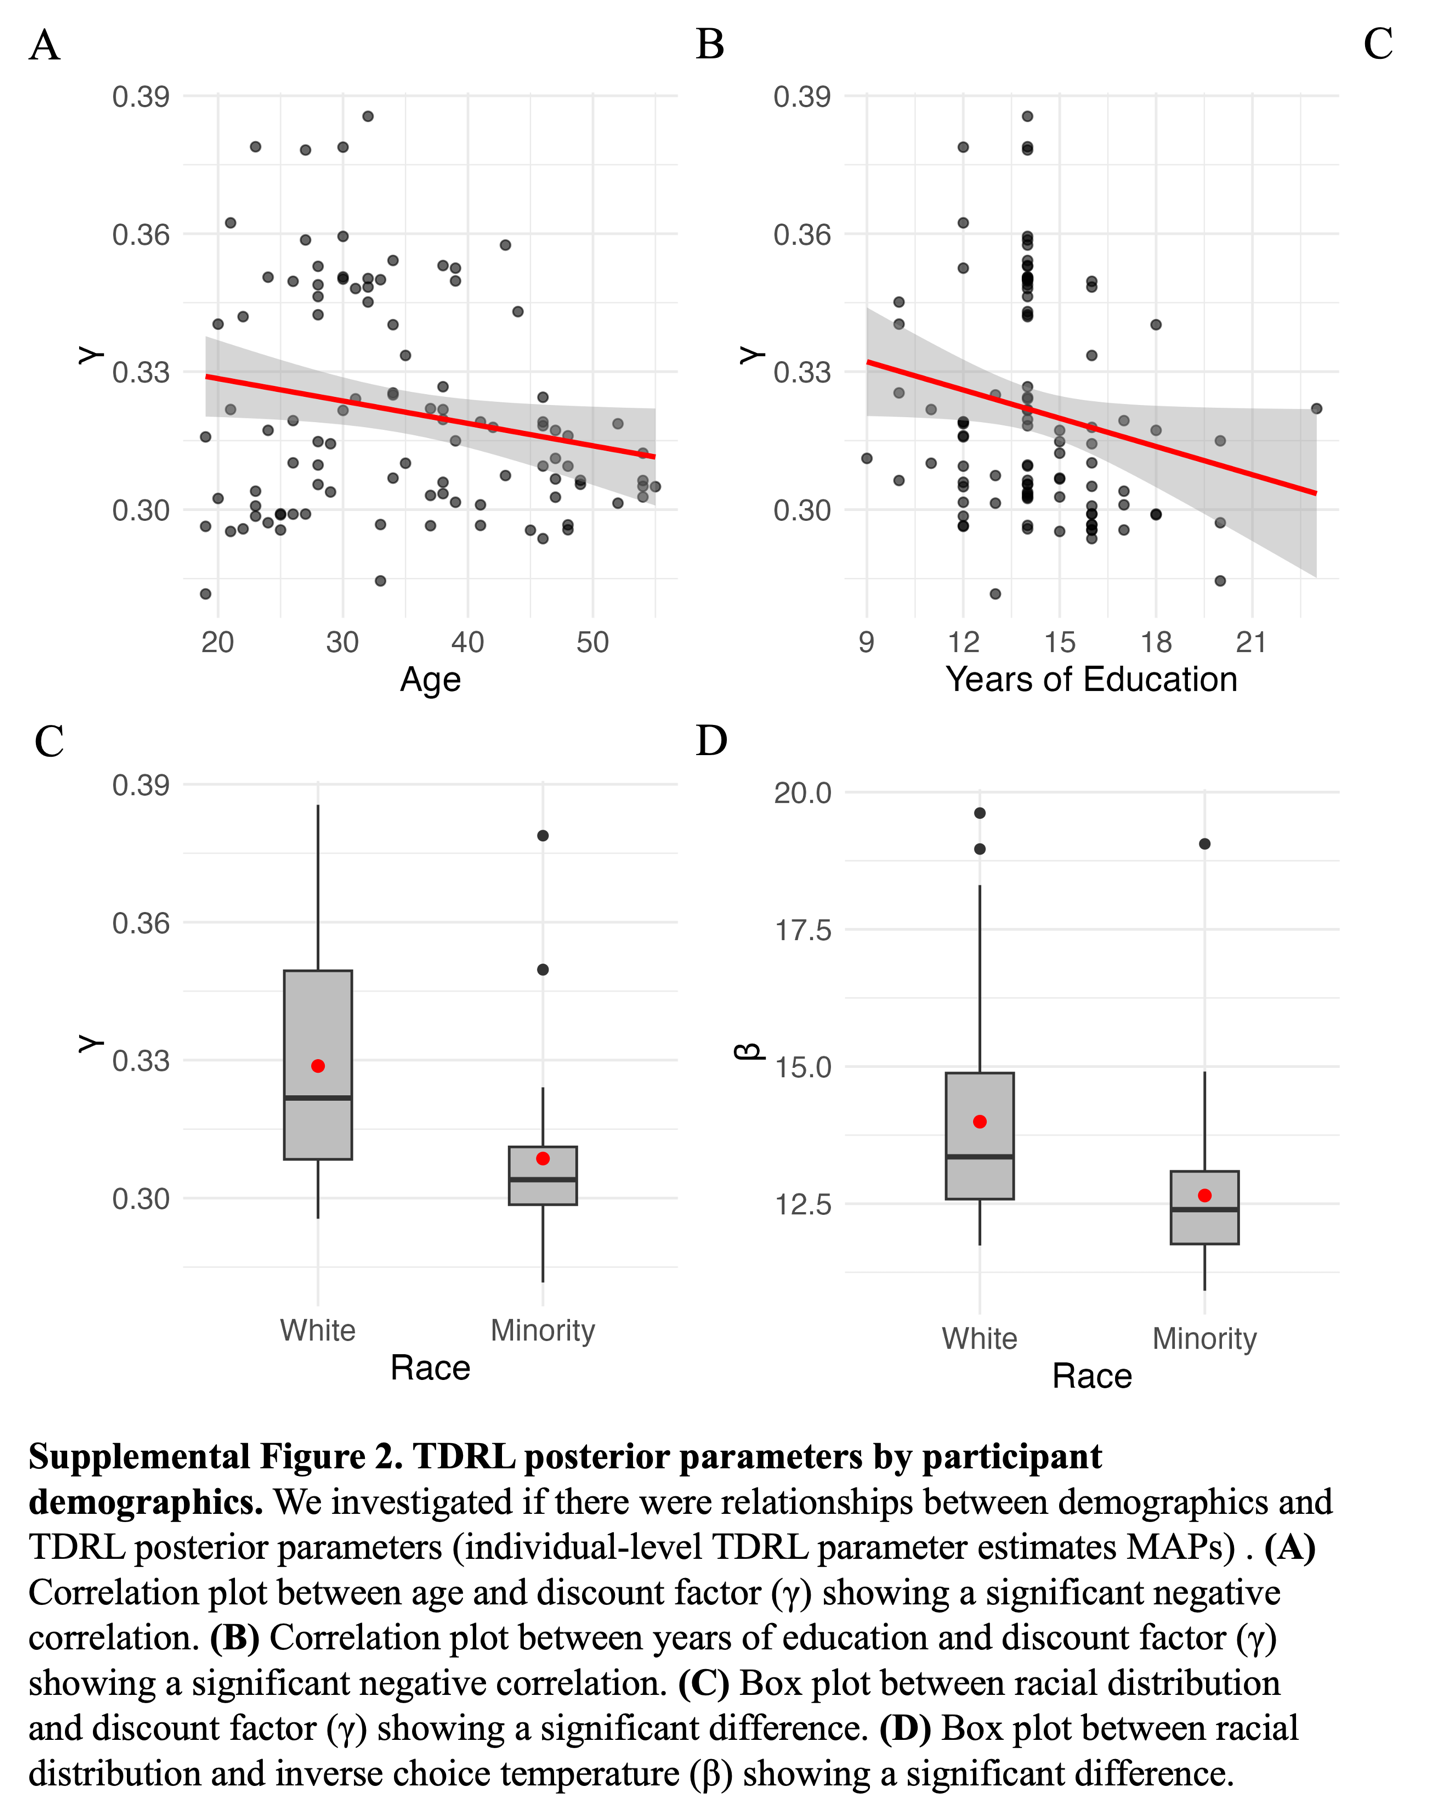 A
B
C
0.39
0.36
0.33
0.30
γ
20 30 40 50
Age
0.39
0.36
0.33
0.30
γ
9 12 15 18 21
Years of Education
C
D
0.39
0.36
0.33
0.30
γ
White Minority
Race
20.0
17.5
15.0
12.5
β
White Minority
Race
Supplemental Figure 2. TDRL posterior parameters by participant
demographics. We investigated if there were relationships between demographics and
TDRL posterior parameters (individual-level TDRL parameter estimates MAPs) . (A)
Correlation plot between age and discount factor (γ) showing a significant negative
correlation. (B) Correlation plot between years of education and discount factor (γ)
showing a significant negative correlation. (C) Box plot between racial distribution
and discount factor (γ) showing a significant difference. (D) Box plot between racial
distribution and inverse choice temperature (β) showing a significant difference.